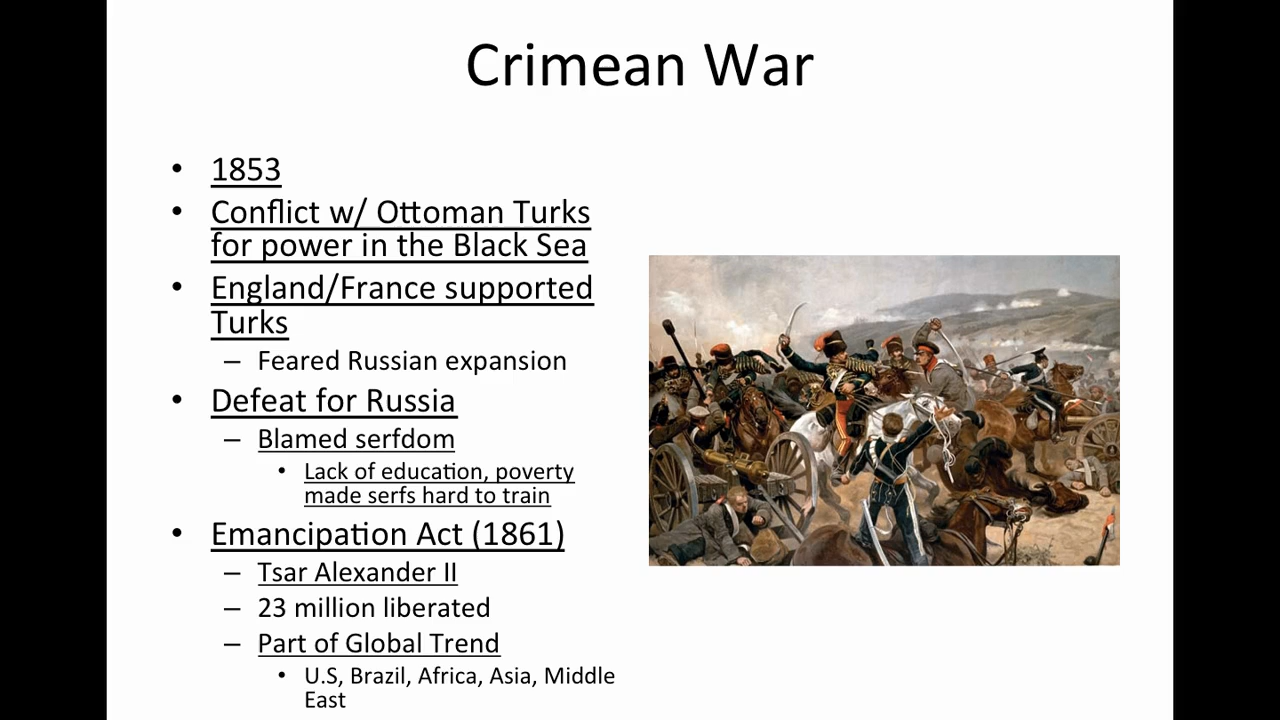 Crimean War
• 1853
• Conflict w/ Ottoman Turks
for power in the Black Sea
• England/France supported
Turks
– Feared Russian expansion
• Defeat for Russia
– Blamed serfdom
• Lack of education, poverty
made serfs hard to train
• Emancipation Act (1861)
– Tsar Alexander II
– 23 million liberated
– Part of Global Trend
• U.S, Brazil, Africa, Asia, Middle
East